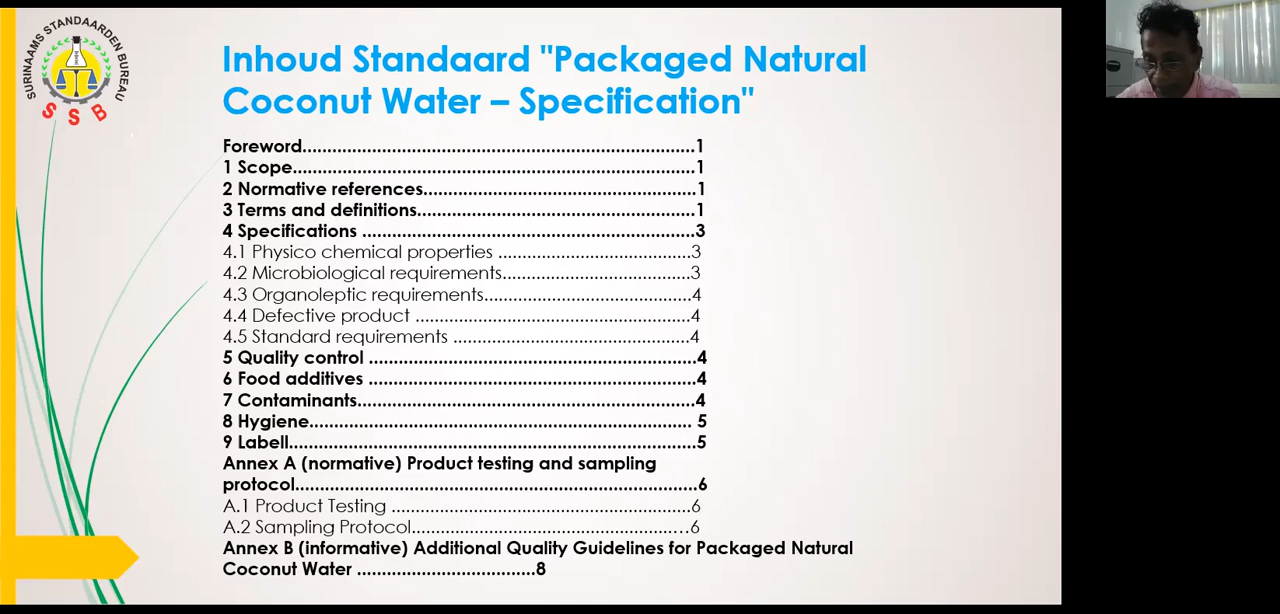 SURINAAMS STANDAARDEN BUREAU
S S B
Inhoud Standaard "Packaged Natural
Coconut Water – Specification"
Foreword..............................................................................1
1 Scope................................................................................1
2 Normative references......................................................1
3 Terms and definitions.......................................................1
4 Specifications ..................................................................3
4.1 Physico chemical properties ......................................3
4.2 Microbiological requirements.....................................3
4.3 Organoleptic requirements.........................................4
4.4 Defective product .......................................................4
4.5 Standard requirements ...............................................4
5 Quality control .................................................................4
6 Food additives .................................................................4
7 Contaminants...................................................................4
8 Hygiene............................................................................ 5
9 Labell.................................................................................5
Annex A (normative) Product testing and sampling
protocol................................................................................6
A.1 Product Testing ...........................................................6
A.2 Sampling Protocol.......................................................6
Annex B (informative) Additional Quality Guidelines for Packaged Natural
Coconut Water ...................................8